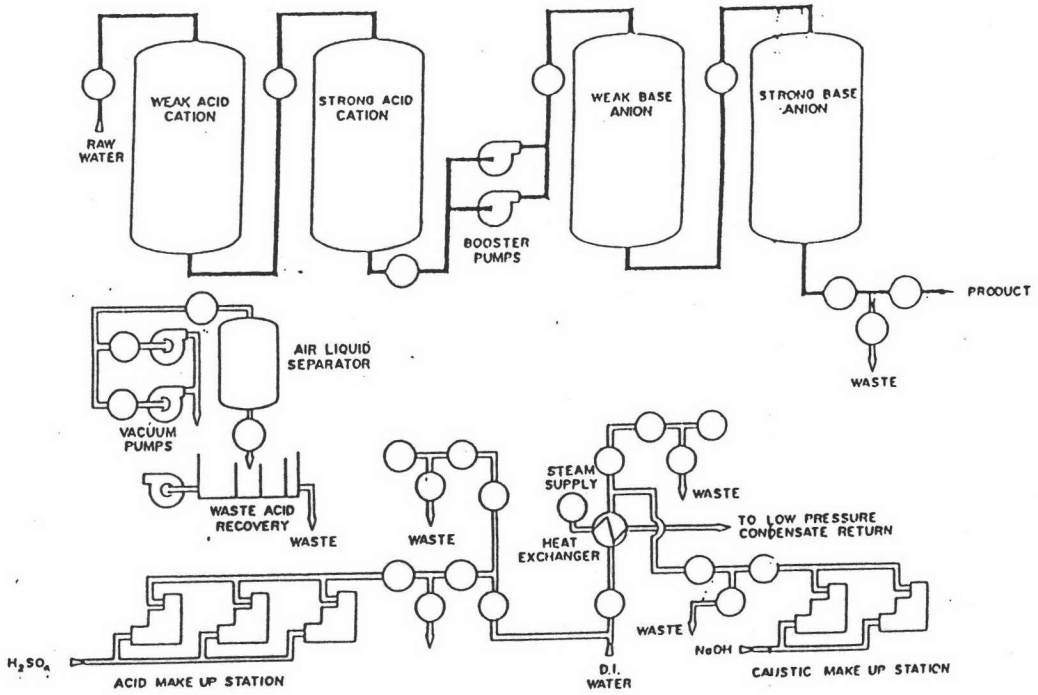 WEAK ACID
CATION
STRONG ACID
CATION
WEAK BASE
ANION
STRONG BASE
ANION
RAW
WATER
BOOSTER
PUMPS
PRODUCT
WASTE
AIR LIQUID
SEPARATOR
VACUUM
PUMPS
WASTE ACID
RECOVERY
WASTE
WASTE
STEAM
SUPPLY
HEAT
EXCHANGER
WASTE
TO LOW PRESSURE
CONDENSATE RETURN
WASTE
H₂SO₄
ACID MAKE UP STATION
D.I.
WATER
NaOH
CAUSTIC MAKE UP STATION